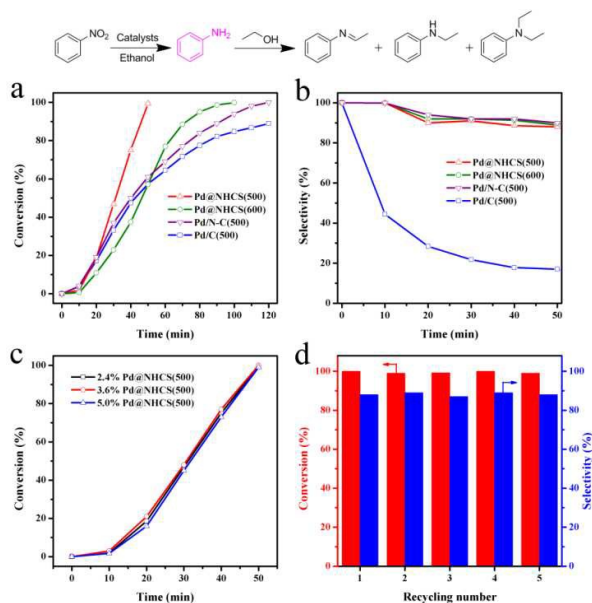 NO₂ Catalysts Ethanol NH₂ OH N + H N + N
a
Conversion (%)
100
80
60
40
20
0
Pd@NHCS(500)
Pd@NHCS(600)
Pd/N-C(500)
Pd/C(500)
0 20 40 60 80 100 120
Time (min)
b
Selectivity (%)
100
80
60
40
20
0
Pd@NHCS(500)
Pd@NHCS(600)
Pd/N-C(500)
Pd/C(500)
0 10 20 30 40 50
Time (min)
c
Conversion (%)
100
80
60
40
20
0
2.4% Pd@NHCS(500)
3.6% Pd@NHCS(500)
5.0% Pd@NHCS(500)
0 10 20 30 40 50
Time (min)
d
Conversion (%)
100
80
60
40
20
0
100
80
60
40
20
0
Selectivity (%)
1 2 3 4 5
Recycling number